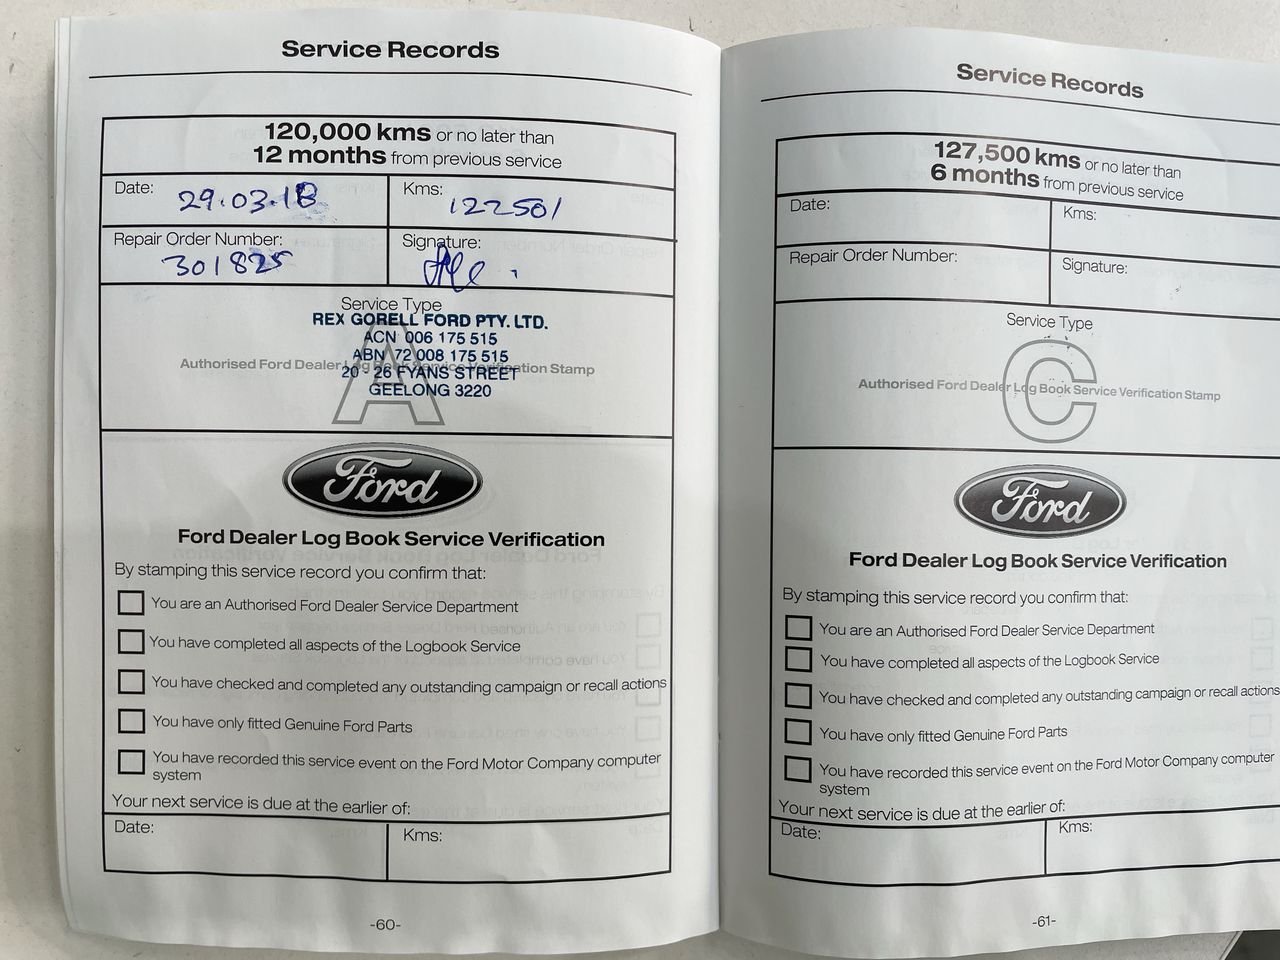 Service Records
120,000 kms or no later than
12 months from previous service
Date: 29.03.18
Kms: 122501
Repair Order Number: 301825
Signature:
Service Type
REX GORELL FORD PTY. LTD.
ACN 006 175 515
ABN 72 008 175 515
Authorised Ford Dealer Log Book Service Verification Stamp
20 - 26 FYANS STREET
GEELONG 3220
A
Ford
Ford Dealer Log Book Service Verification
By stamping this service record you confirm that:
You are an Authorised Ford Dealer Service Department
You have completed all aspects of the Logbook Service
You have checked and completed any outstanding campaign or recall actions
You have only fitted Genuine Ford Parts
You have recorded this service event on the Ford Motor Company computer
system
Your next service is due at the earlier of:
Date:
Kms:
-60-
Service Records
127,500 kms or no later than
6 months from previous service
Date:
Kms:
Repair Order Number:
Signature:
Service Type
Authorised Ford Dealer Log Book Service Verification Stamp
C
Ford
Ford Dealer Log Book Service Verification
By stamping this service record you confirm that:
You are an Authorised Ford Dealer Service Department
You have completed all aspects of the Logbook Service
You have checked and completed any outstanding campaign or recall actions
You have only fitted Genuine Ford Parts
You have recorded this service event on the Ford Motor Company computer
system
Your next service is due at the earlier of:
Date:
Kms:
-61-